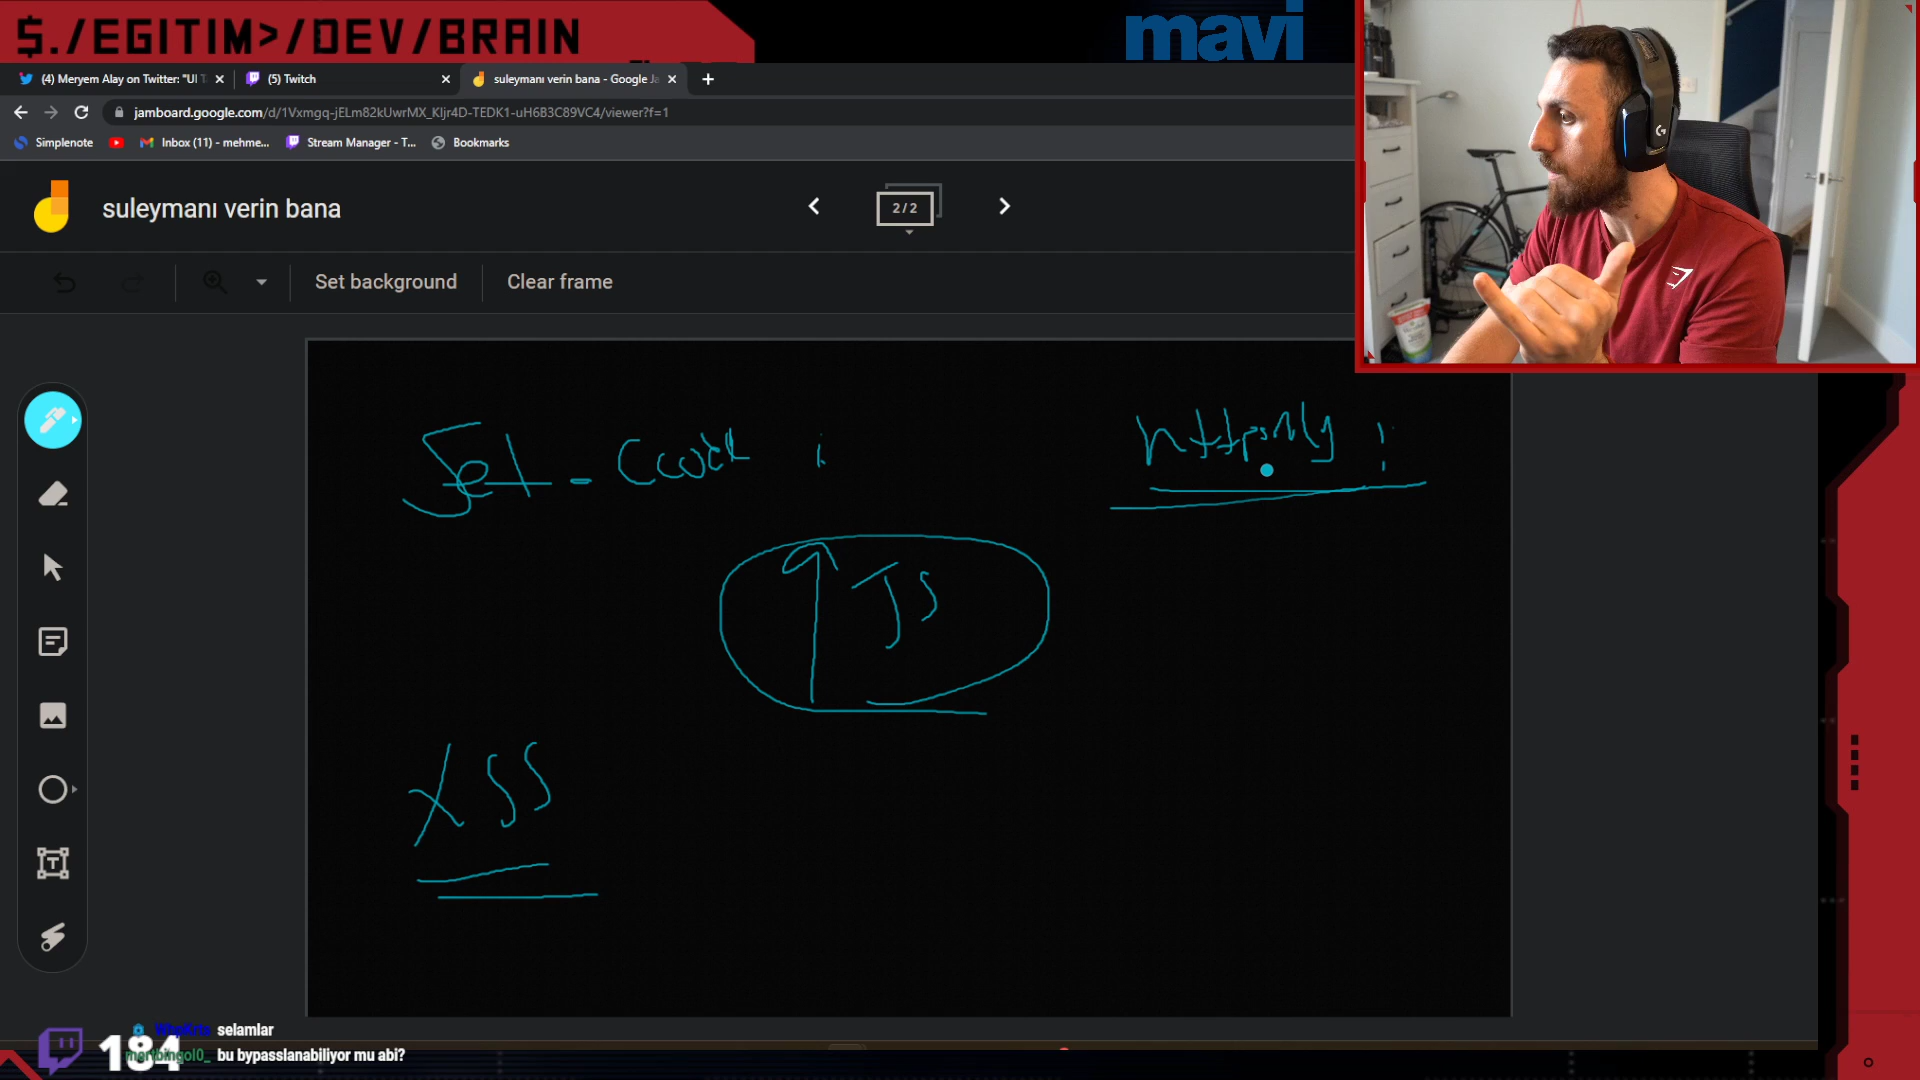 $./EGITIM>/DEV/BRAIN
mavi
(4) Meryem Alay on Twitter: "UI T
(5) Twitch
suleymanı verin bana - Google Ja
jamboard.google.com/d/1Vxmgq-jELm82kUwrMX_KIjr4D-TEDK1-uH6B3C89VC4/viewer?f=1
Simplenote
Inbox (11) - mehme...
Stream Manager - T...
Bookmarks
suleymanı verin bana
2/2
Set background
Clear frame
Set - Cook :
httponly :
JS
XSS
184
selamlar
bu bypasslanabiliyor mu abi?